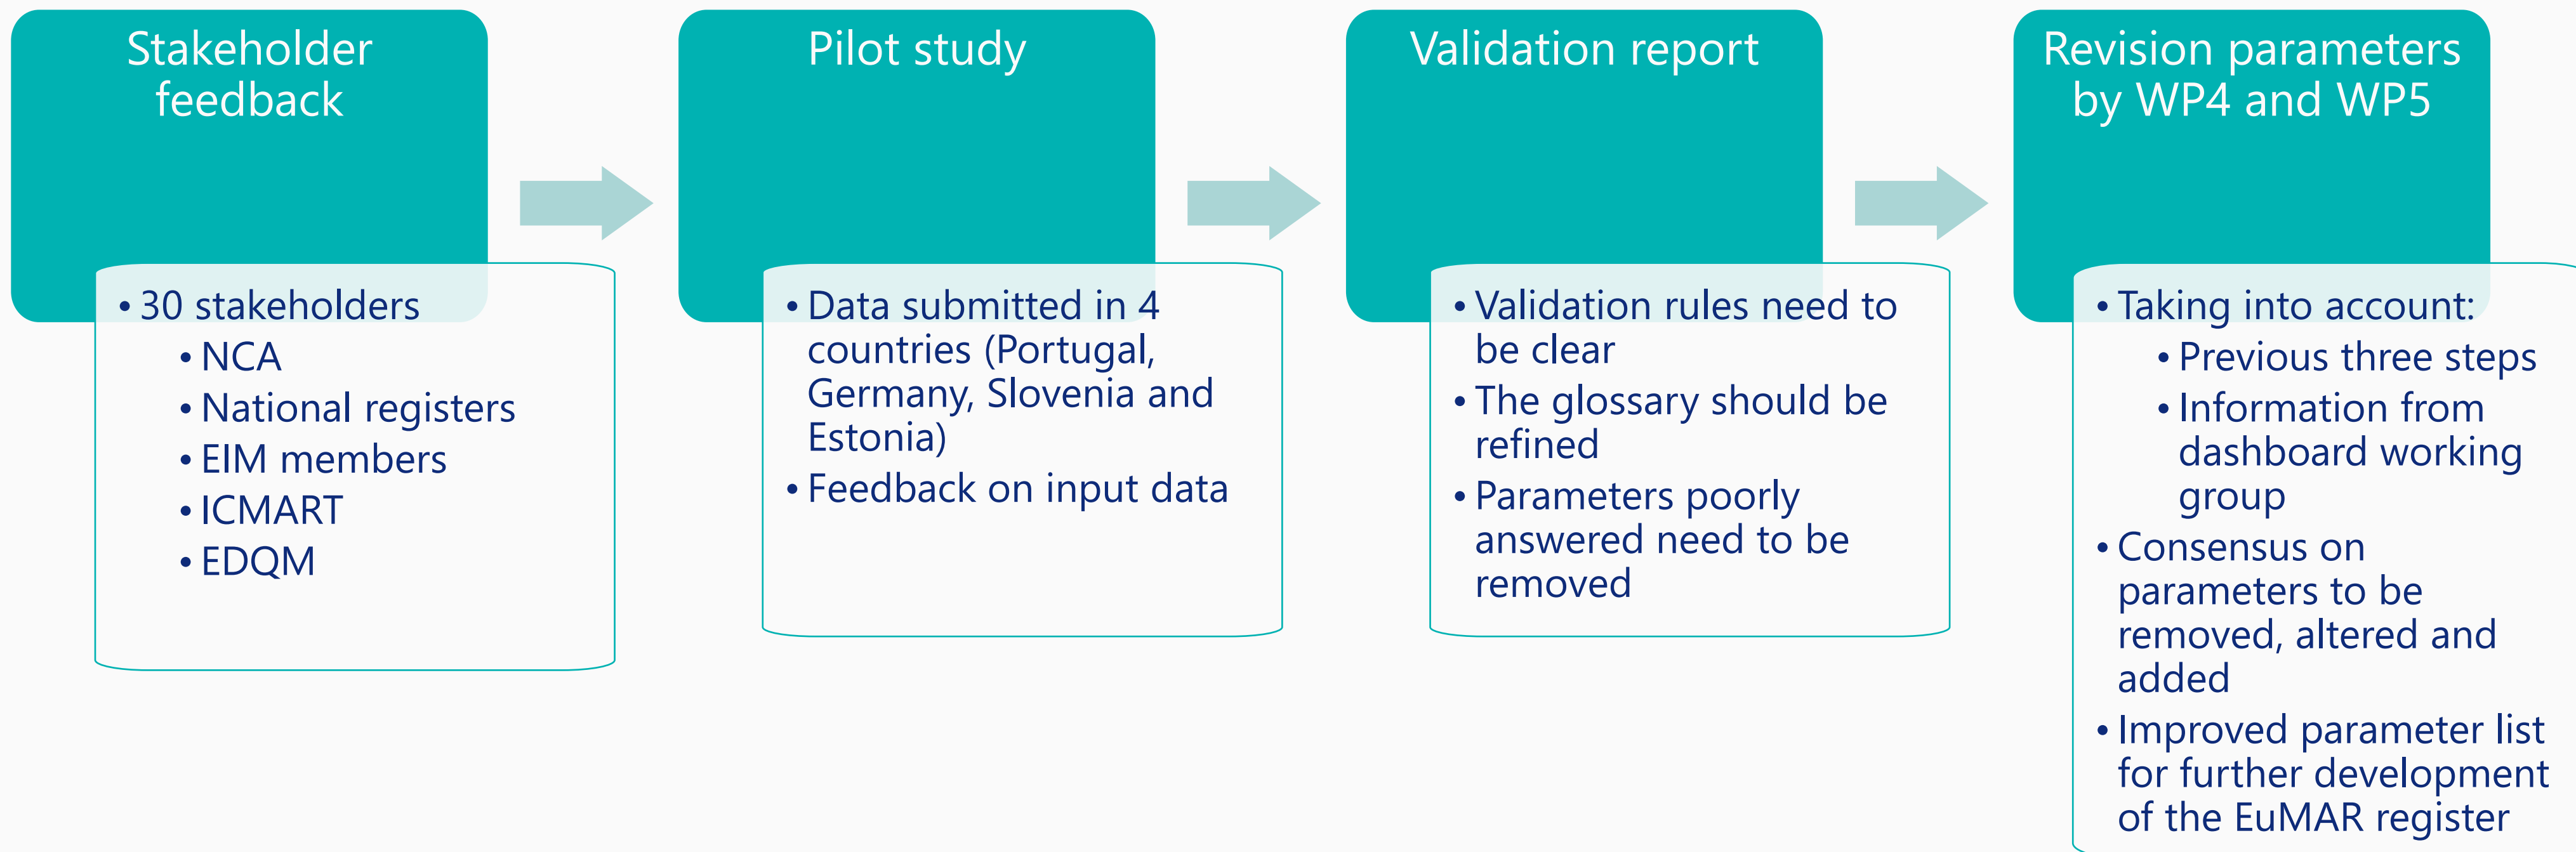 Stakeholder
feedback
• 30 stakeholders
• NCA
• National registers
• EIM members
• ICMART
• EDQM
Pilot study
• Data submitted in 4
countries (Portugal,
Germany, Slovenia and
Estonia)
• Feedback on input data
Validation report
• Validation rules need to
be clear
• The glossary should be
refined
• Parameters poorly
answered need to be
removed
Revision parameters
by WP4 and WP5
• Taking into account:
• Previous three steps
• Information from
dashboard working
group
• Consensus on
parameters to be
removed, altered and
added
• Improved parameter list
for further development
of the EuMAR register